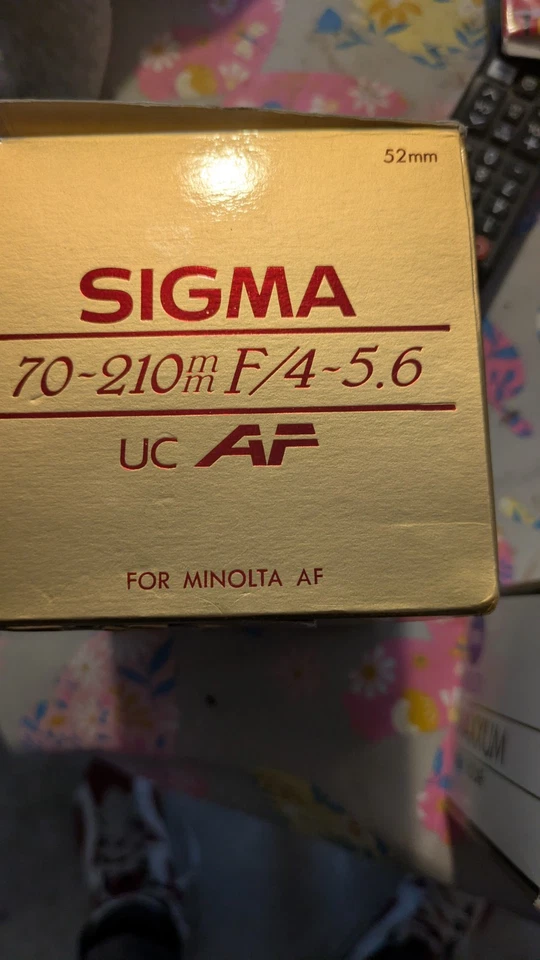 52mm
SIGMA
70~210mm F/4~5.6
UC AF
FOR MINOLTA AF